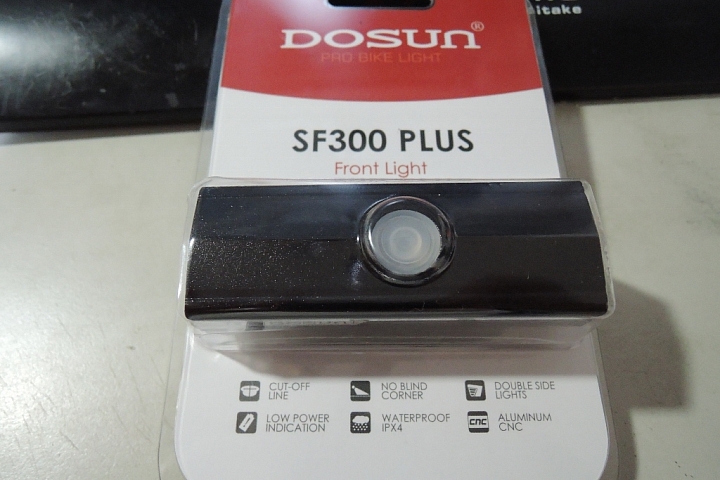 itake
DOSUn®
PRO BIKE LIGHT
SF300 PLUS
Front Light
CUT-OFF
LINE
NO BLIND
CORNER
DOUBLE SIDE
LIGHTS
LOW POWER
INDICATION
WATERPROOF
IPX4
CNC
ALUMINUM
CNC